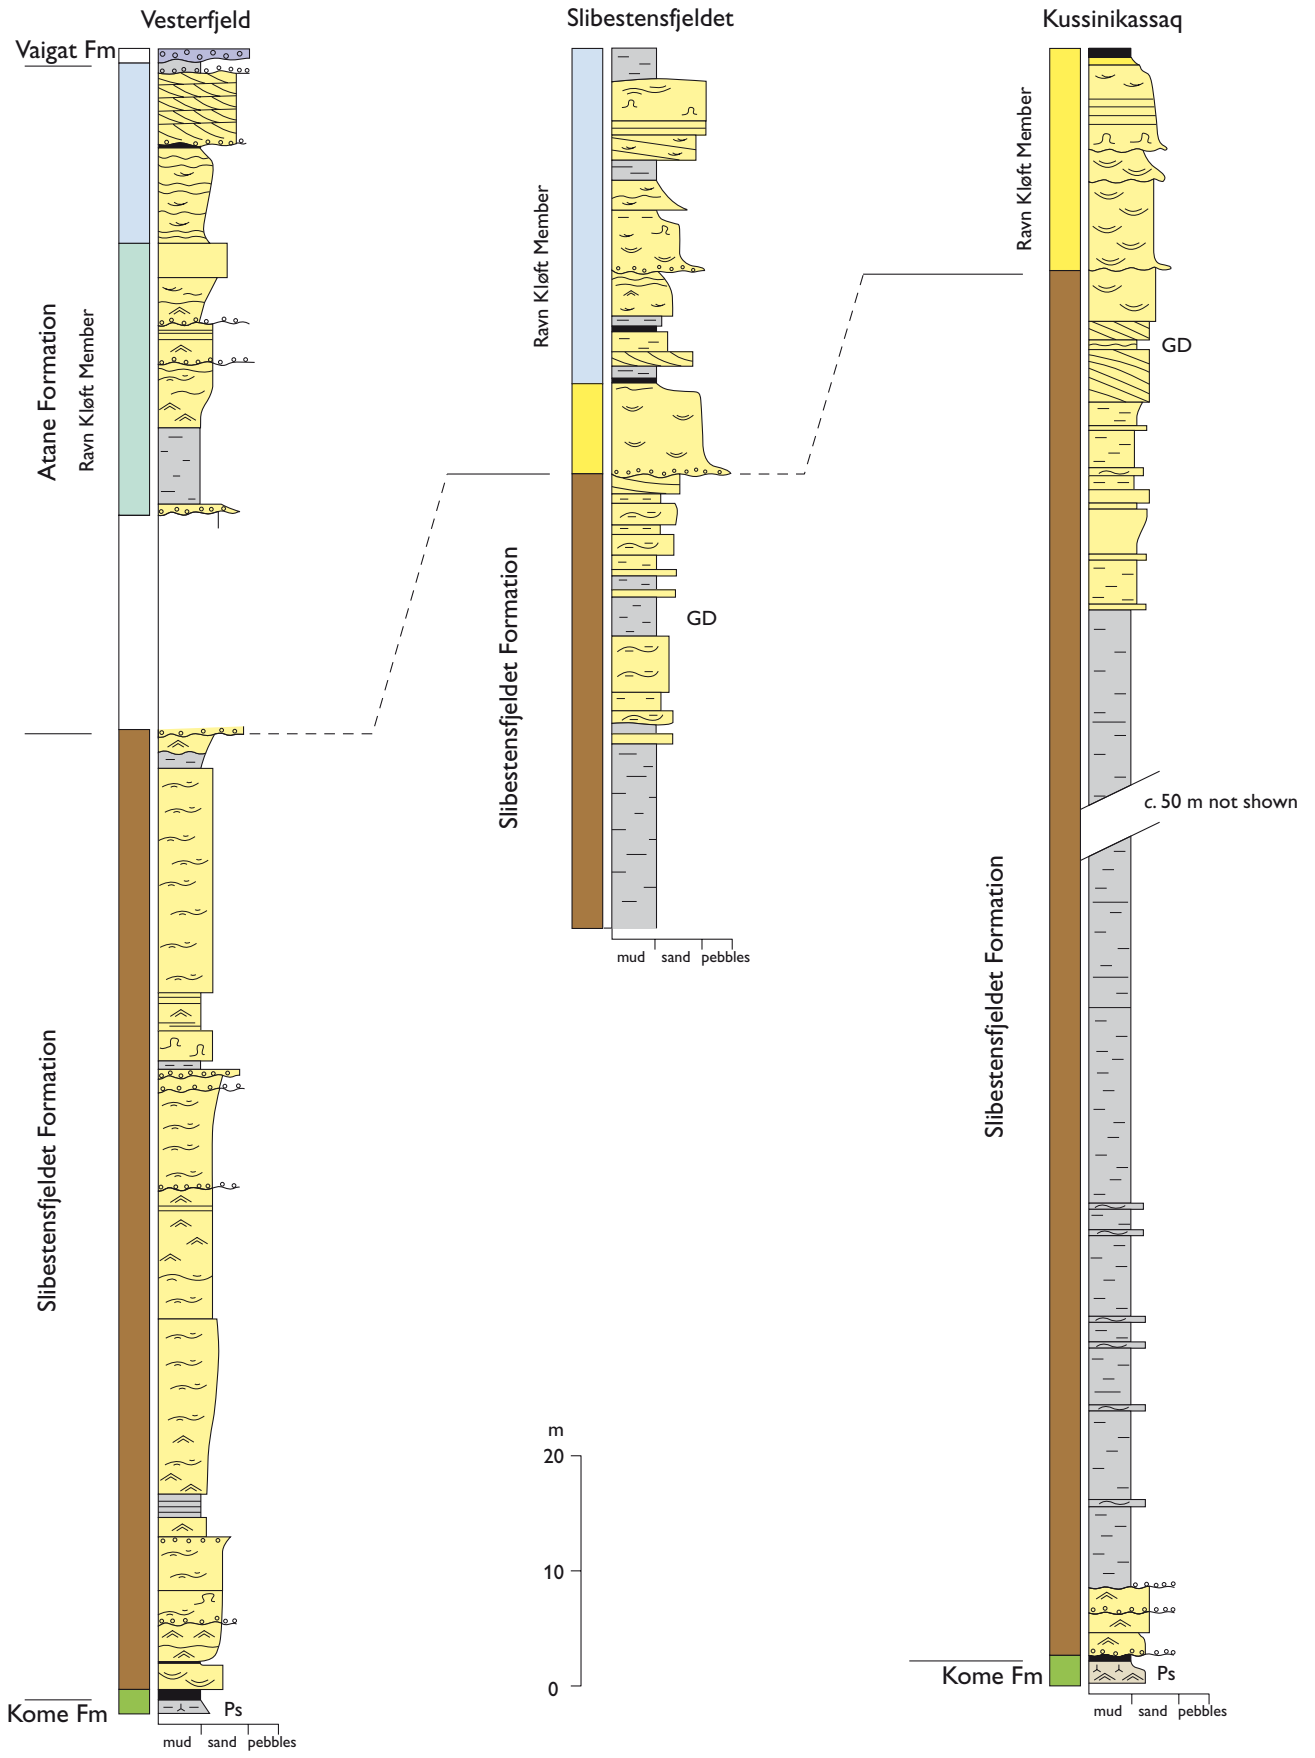 Vesterfjeld
Slibestensfjeldet
Kussinikassaq
Vaigat Fm
Atane Formation
Ravn Kløft Member
Slibestensfjeldet Formation
Kome Fm
Ps
mud sand pebbles
Ravn Kløft Member
Slibestensfjeldet Formation
GD
mud sand pebbles
m
20
10
0
Ravn Kløft Member
GD
c. 50 m not shown
Slibestensfjeldet Formation
Kome Fm
Ps
mud sand pebbles